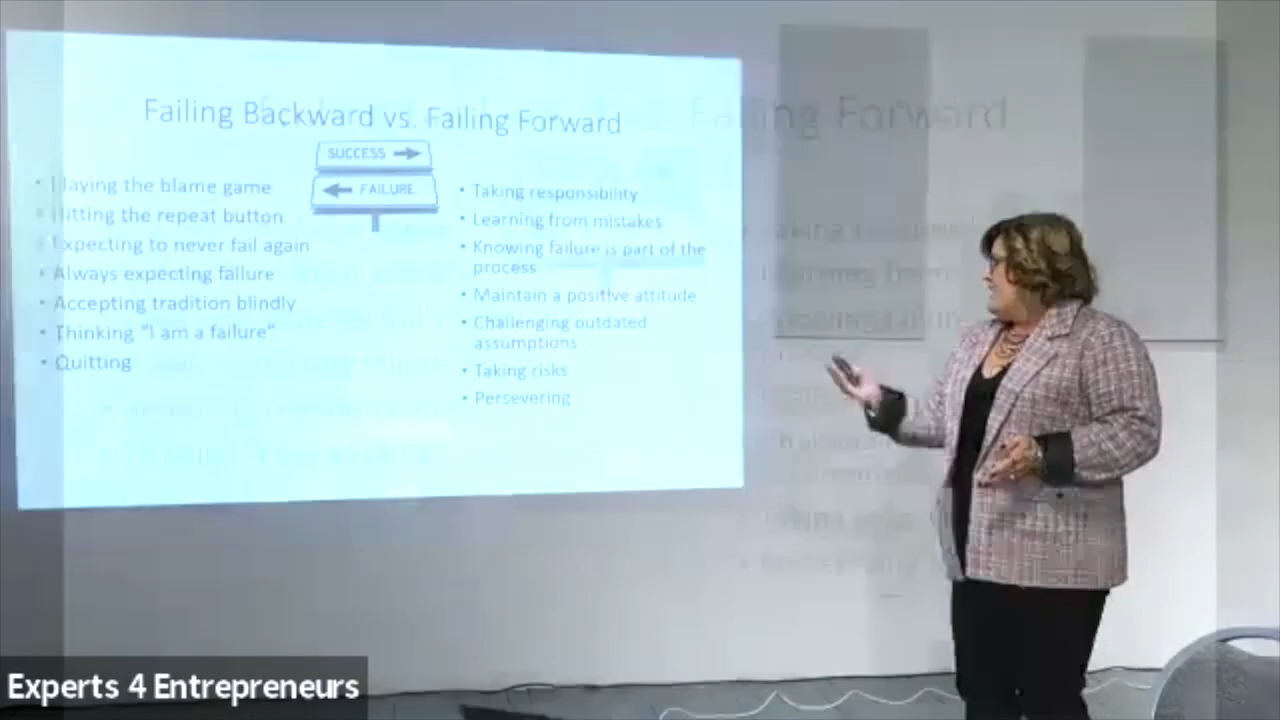 Failing Backward vs. Failing Forward
SUCCESS
FAILURE
• Playing the blame game
• Hitting the repeat button
• Expecting to never fail again
• Always expecting failure
• Accepting tradition blindly
• Thinking "I am a failure"
• Quitting
• Taking responsibility
• Learning from mistakes
• Knowing failure is part of the
process
• Maintain a positive attitude
• Challenging outdated
assumptions
• Taking risks
• Persevering
Failing Forward
Experts 4 Entrepreneurs